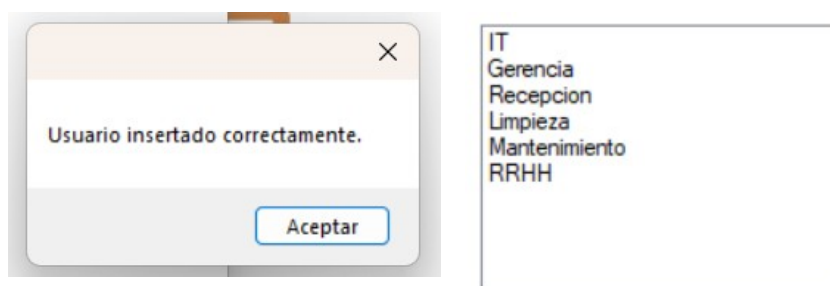 Usuario insertado correctamente.
Aceptar
IT
Gerencia
Recepcion
Limpieza
Mantenimiento
RRHH